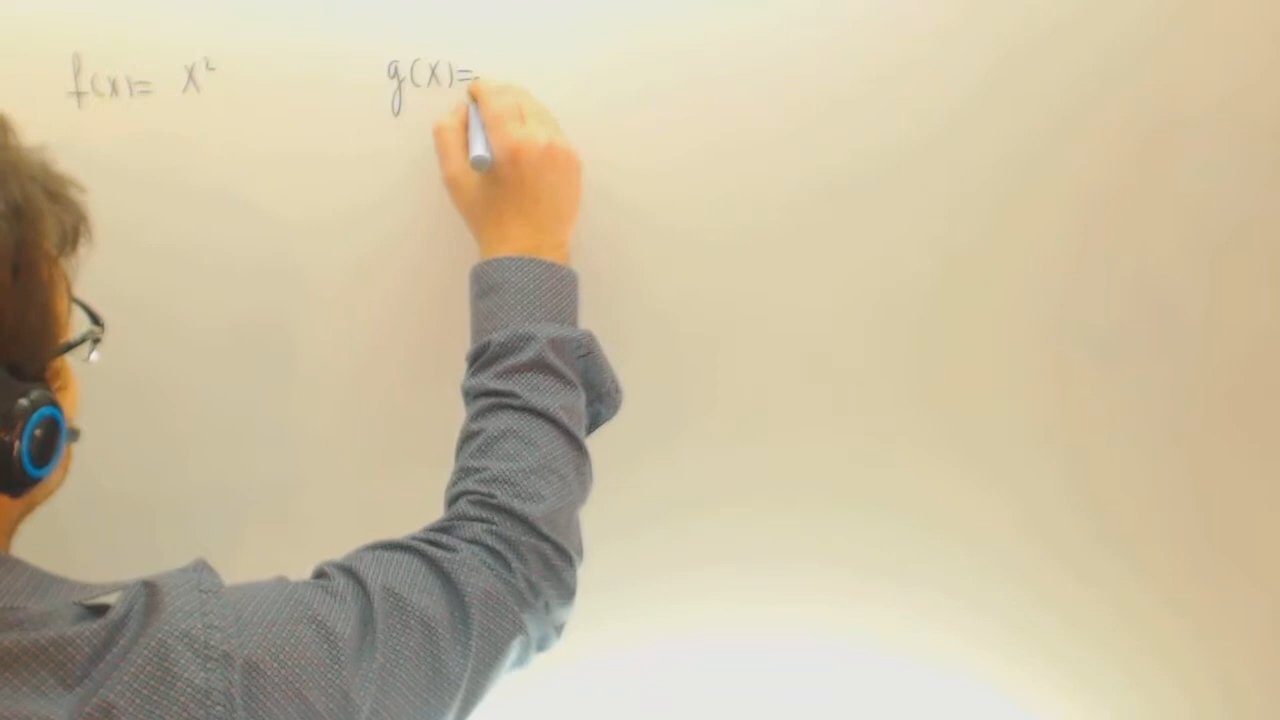 f(x)= x² g(x)=